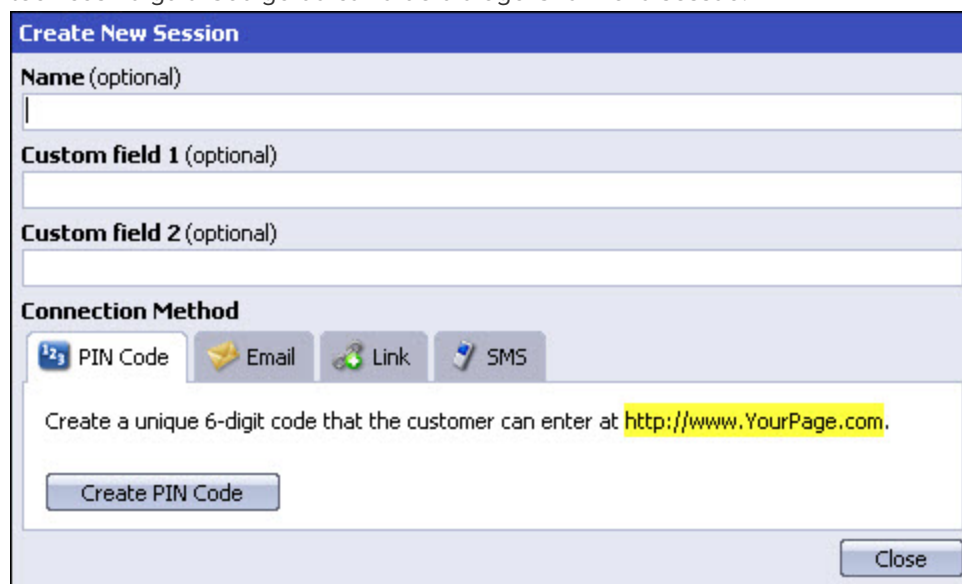 Create New Session
Name (optional)
Custom field 1 (optional)
Custom field 2 (optional)
Connection Method
PIN Code Email Link SMS
Create a unique 6-digit code that the customer can enter at http://www.YourPage.com.
Create PIN Code
Close